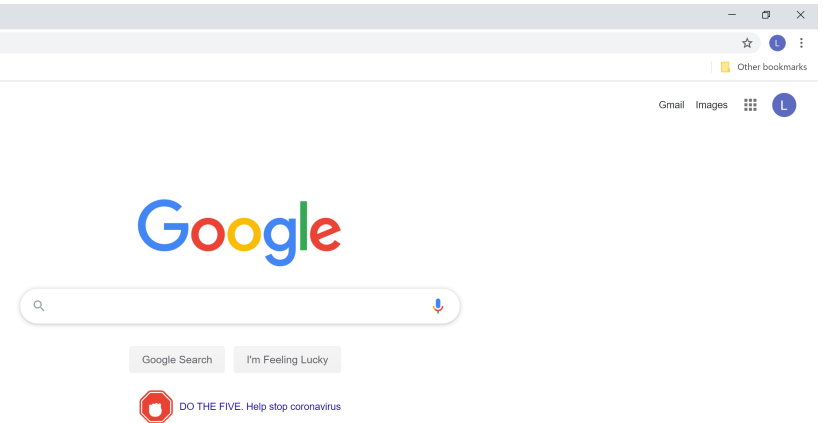 L
Other bookmarks
Gmail Images L
Google
Google Search I'm Feeling Lucky
DO THE FIVE. Help stop coronavirus